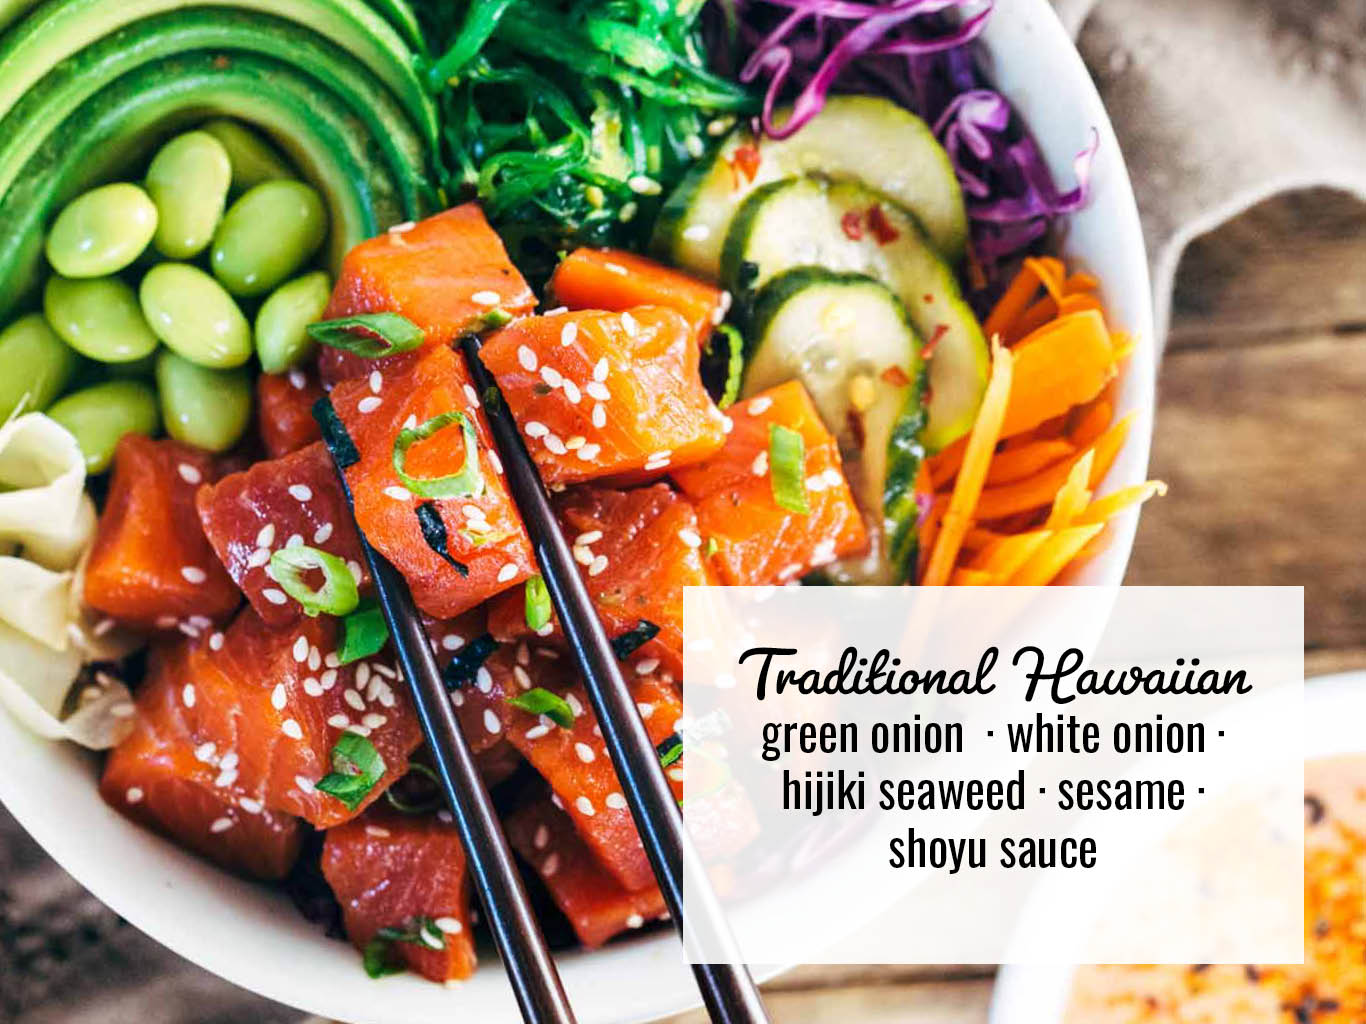 Traditional Hawaiian
green onion · white onion ·
hijiki seaweed · sesame ·
shoyu sauce